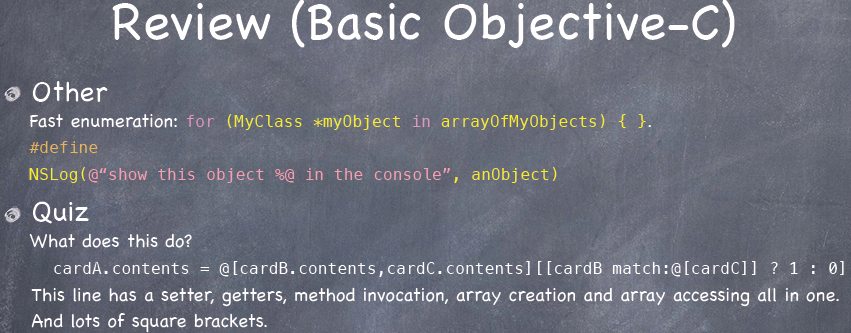 Review (Basic Objective-C)
Other
Fast enumeration: for (MyClass *myObject in arrayOfMyObjects) { }.
#define
NSLog(@“show this object %@ in the console”, anObject)
Quiz
What does this do?
cardA.contents = @[cardB.contents,cardC.contents][[cardB match:@[cardC]] ? 1 : 0]
This line has a setter, getters, method invocation, array creation and array accessing all in one.
And lots of square brackets.